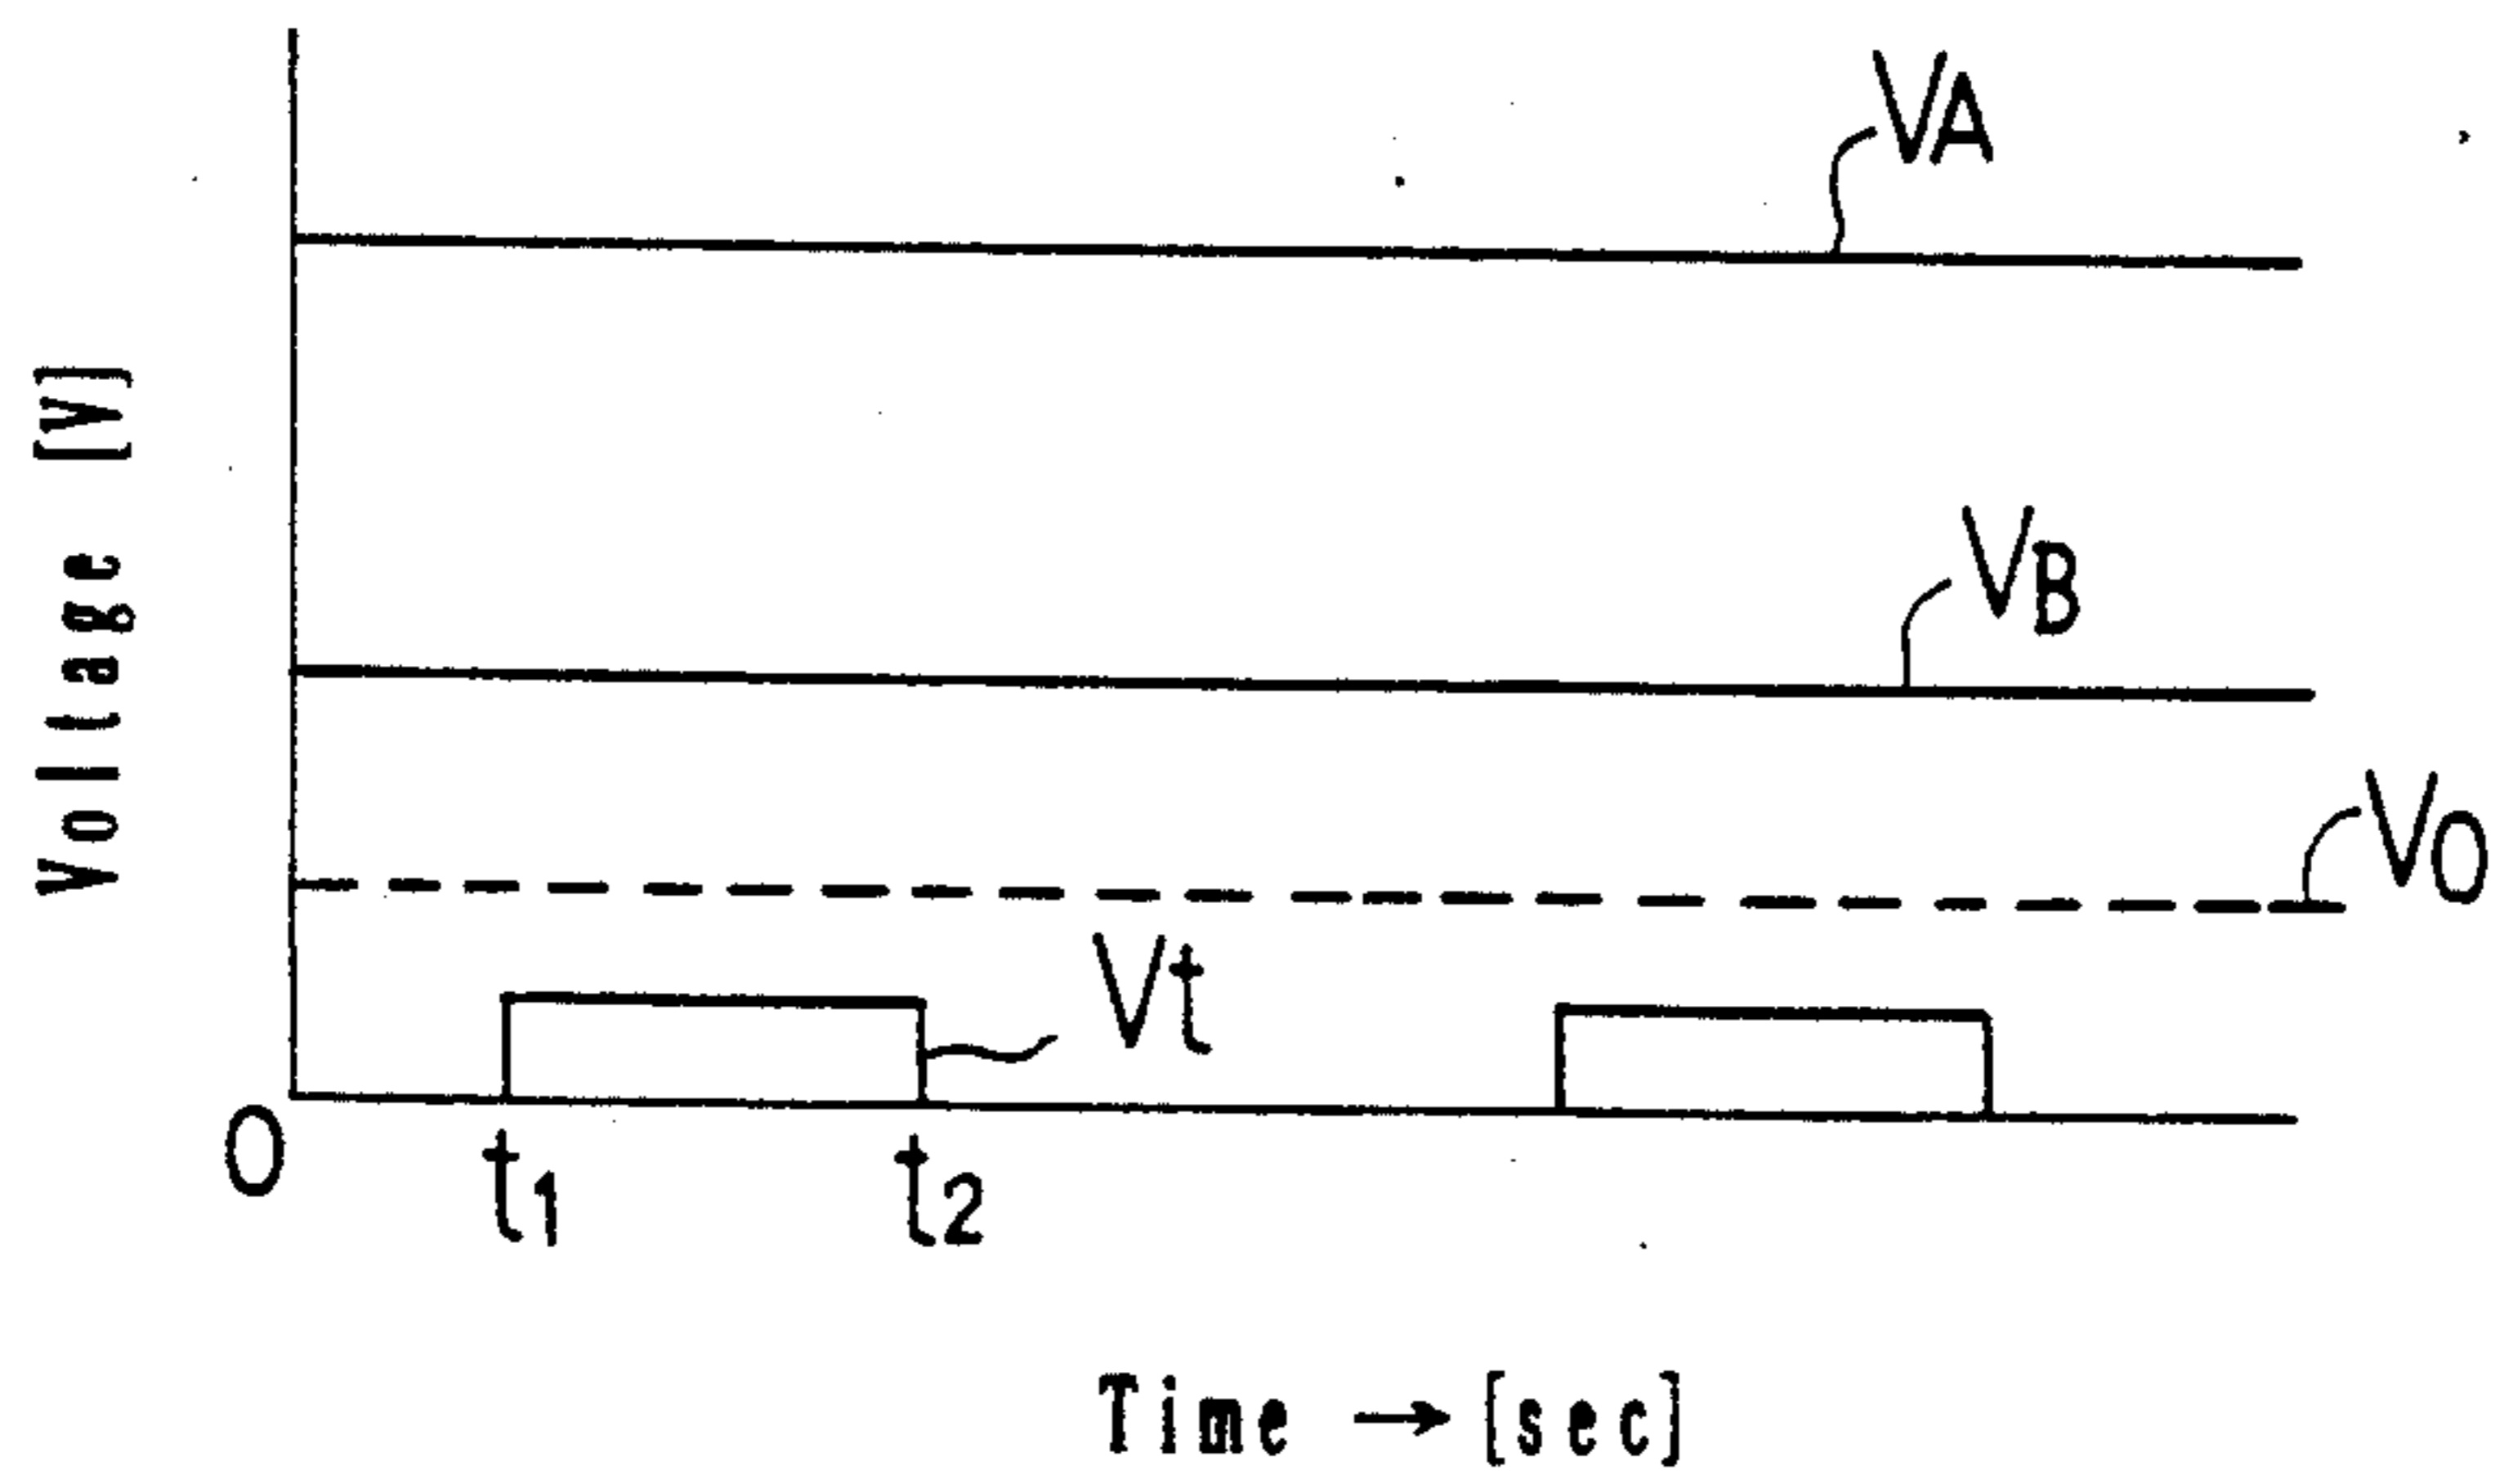 VA
Voltage [V]
VB
VO
Vt
0
t1
t2
Time → [sec]